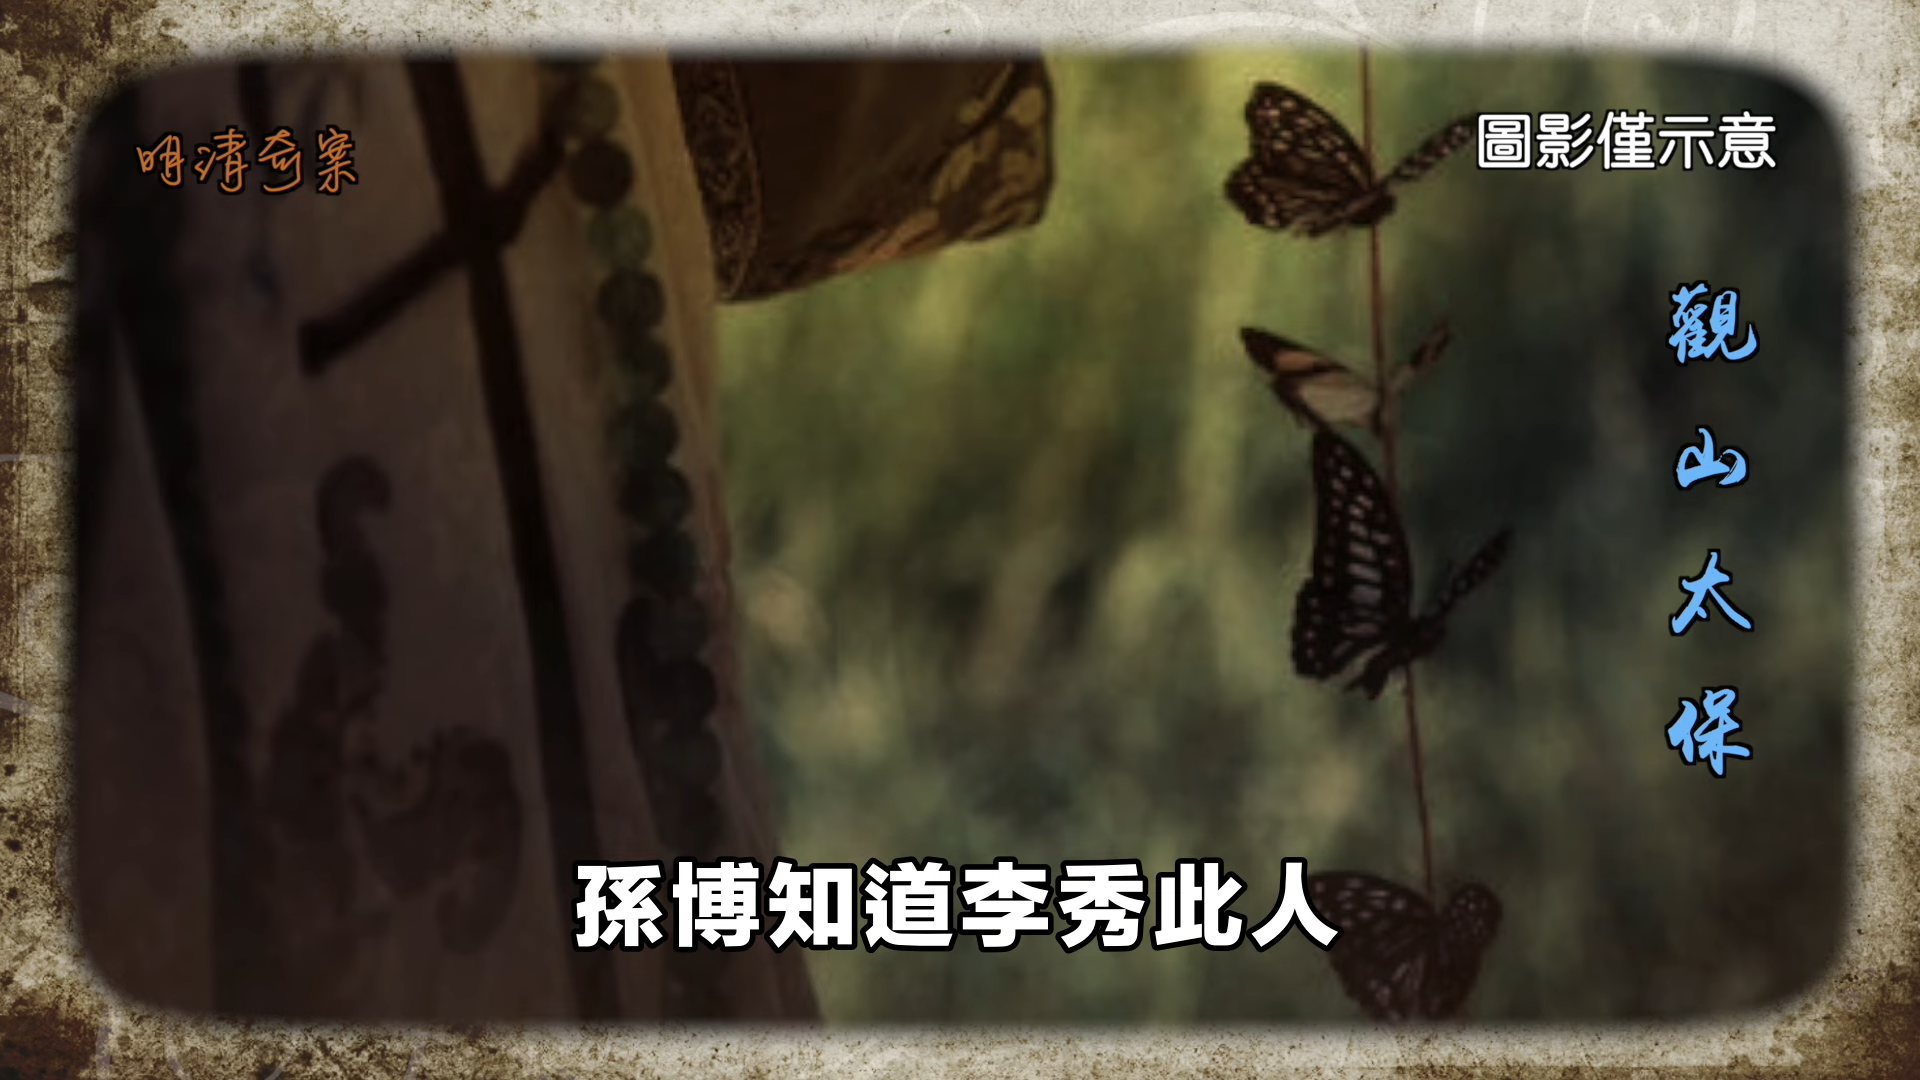 明清奇案
圖影僅示意
觀山太保
孫博知道李秀此人